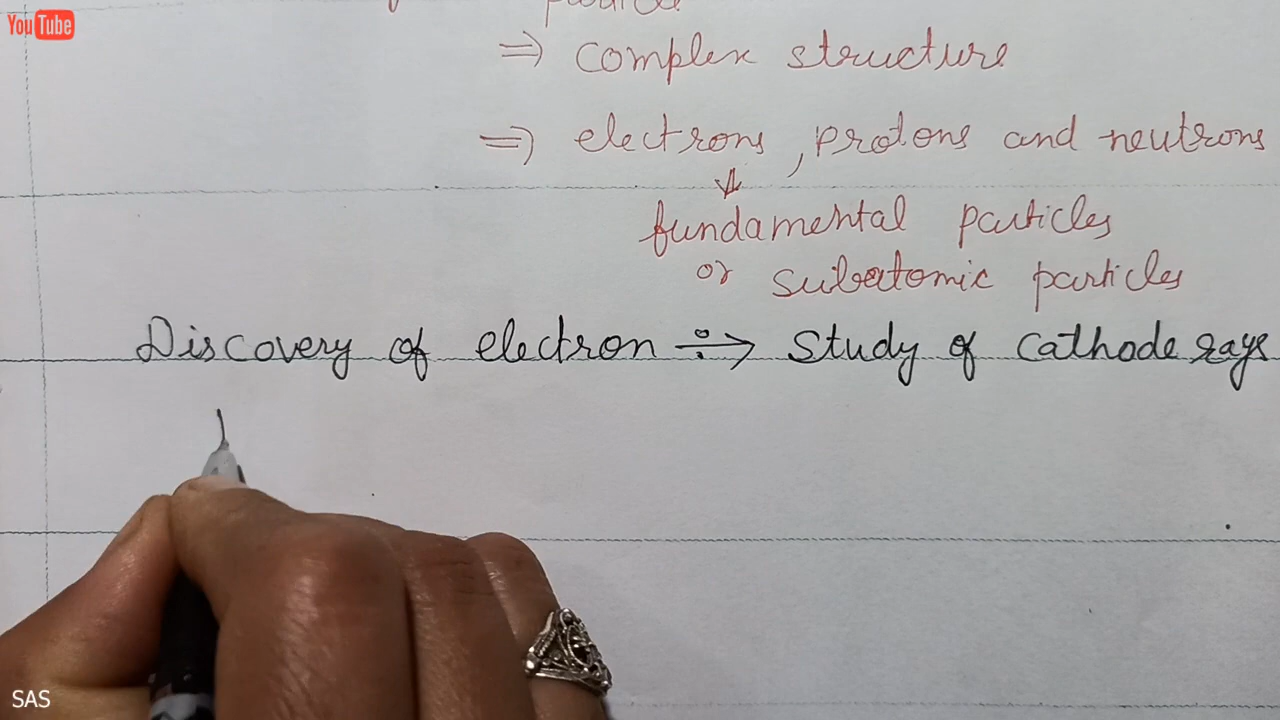 YouTube
⇒ complex structure
⇒ electrons, protons and neutrons
↓
fundamental particles
or subatomic particles
Discovery of electron ÷→ Study of cathode rays
SAS